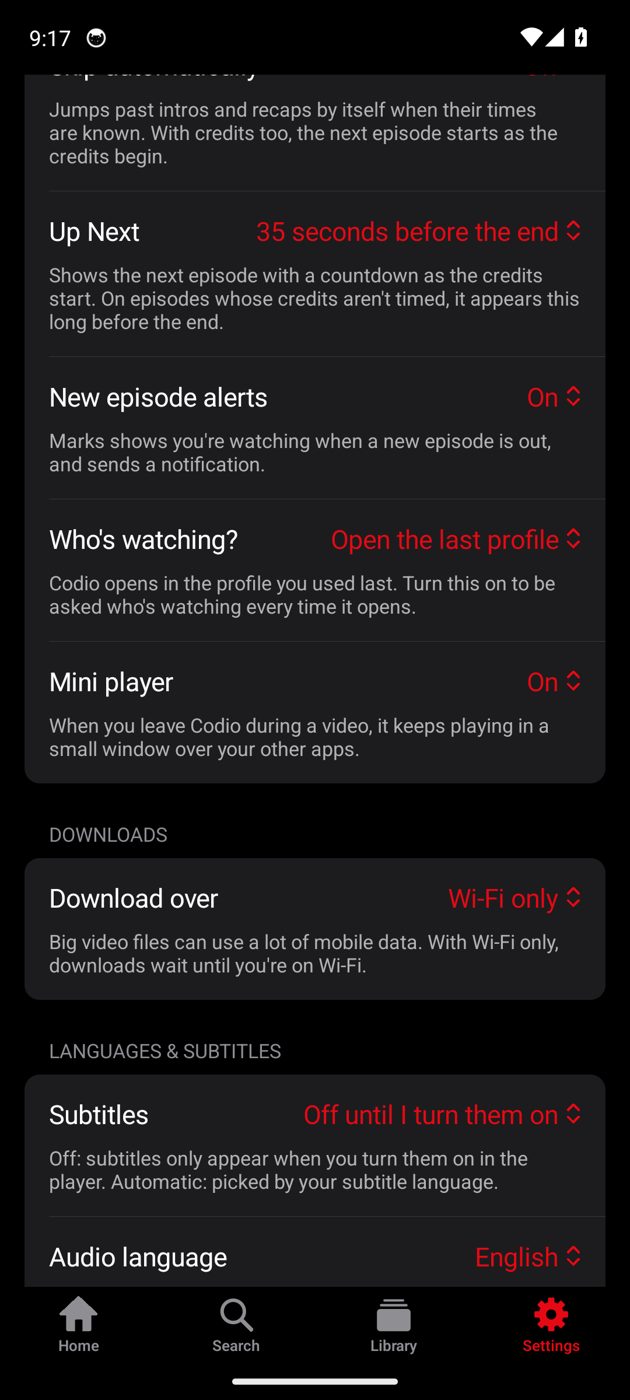 9:17
Jumps past intros and recaps by itself when their times
are known. With credits too, the next episode starts as the
credits begin.
Up Next 35 seconds before the end
Shows the next episode with a countdown as the credits
start. On episodes whose credits aren't timed, it appears this
long before the end.
New episode alerts On
Marks shows you're watching when a new episode is out,
and sends a notification.
Who's watching? Open the last profile
Codio opens in the profile you used last. Turn this on to be
asked who's watching every time it opens.
Mini player On
When you leave Codio during a video, it keeps playing in a
small window over your other apps.
DOWNLOADS
Download over Wi-Fi only
Big video files can use a lot of mobile data. With Wi-Fi only,
downloads wait until you're on Wi-Fi.
LANGUAGES & SUBTITLES
Subtitles Off until I turn them on
Off: subtitles only appear when you turn them on in the
player. Automatic: picked by your subtitle language.
Audio language English
Home Search Library Settings